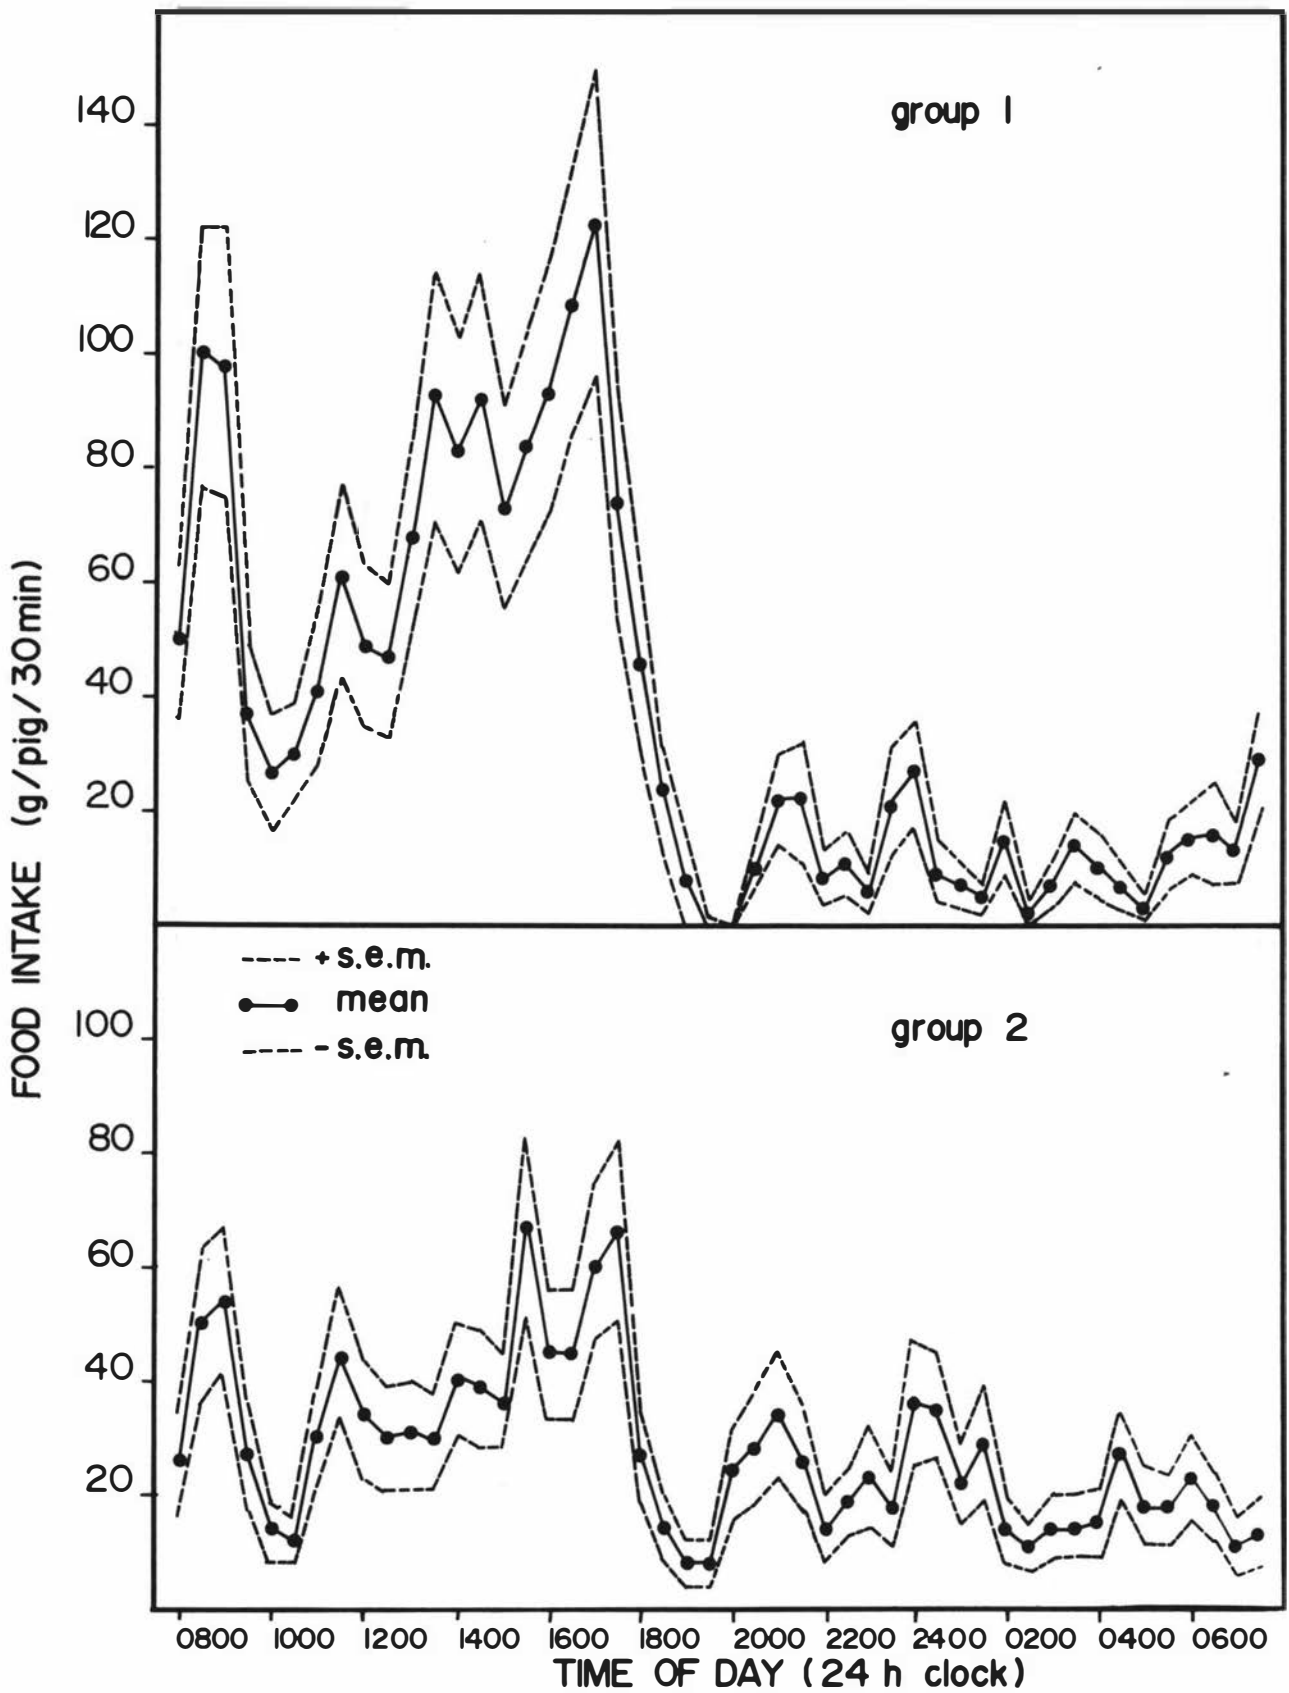 group 1
140
120
100
80
60
40
20
FOOD INTAKE (g/pig/30min)
+ s.e.m.
mean
- s.e.m.
group 2
100
80
60
40
20
0800 1000 1200 1400 1600 1800 2000 2200 2400 0200 0400 0600
TIME OF DAY (24 h clock)